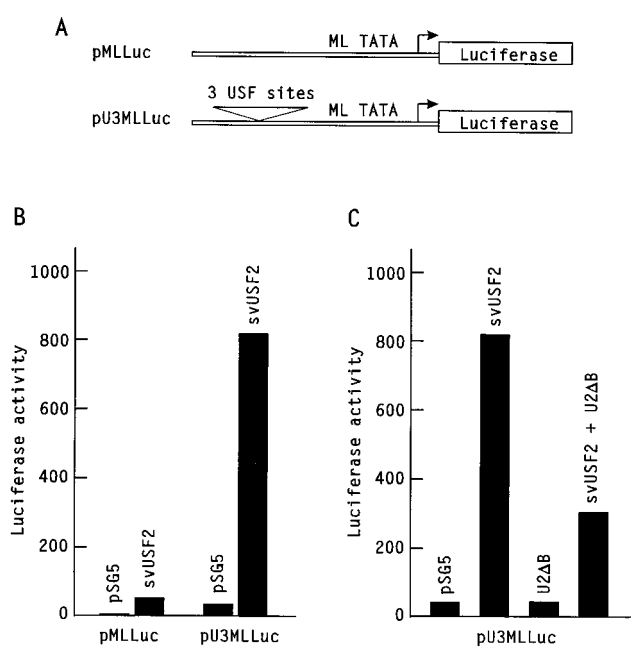 A
pMLLuc
ML TATA
Luciferase
3 USF sites
pU3MLLuc
ML TATA
Luciferase
B
Luciferase activity
1000
800
600
400
200
0
pSG5
svUSF2
pSG5
svUSF2
pMLLuc
pU3MLLuc
C
Luciferase activity
1000
800
600
400
200
0
pSG5
svUSF2
U2ΔB
svUSF2 + U2ΔB
pU3MLLuc